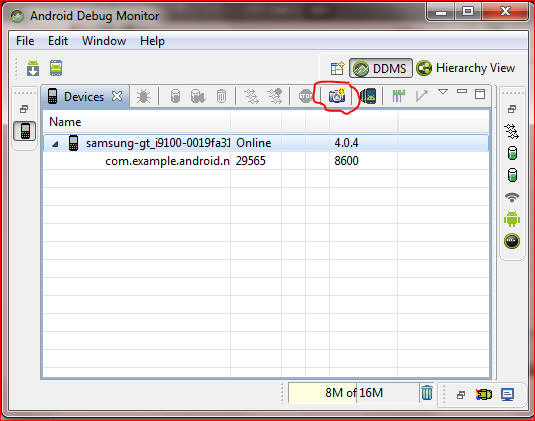 Android Debug Monitor
File Edit Window Help
DDMS Hierarchy View
Devices
Name
samsung-gt_i9100-0019fa31 Online 4.0.4
com.example.android.n 29565 8600
8M of 16M